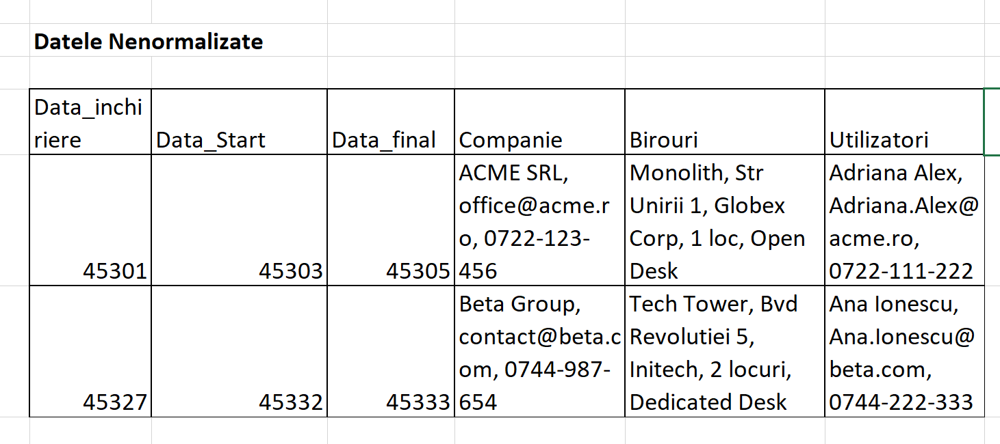 Datele Nenormalizate
Data_inchi
riere
Data_Start
Data_final
Companie
Birouri
Utilizatori
45301
45303
45305
ACME SRL,
office@acme.r
o, 0722-123-
456
Monolith, Str
Unirii 1, Globex
Corp, 1 loc, Open
Desk
Adriana Alex,
Adriana.Alex@
acme.ro,
0722-111-222
45327
45332
45333
Beta Group,
contact@beta.c
om, 0744-987-
654
Tech Tower, Bvd
Revolutiei 5,
Initech, 2 locuri,
Dedicated Desk
Ana Ionescu,
Ana.Ionescu@
beta.com,
0744-222-333